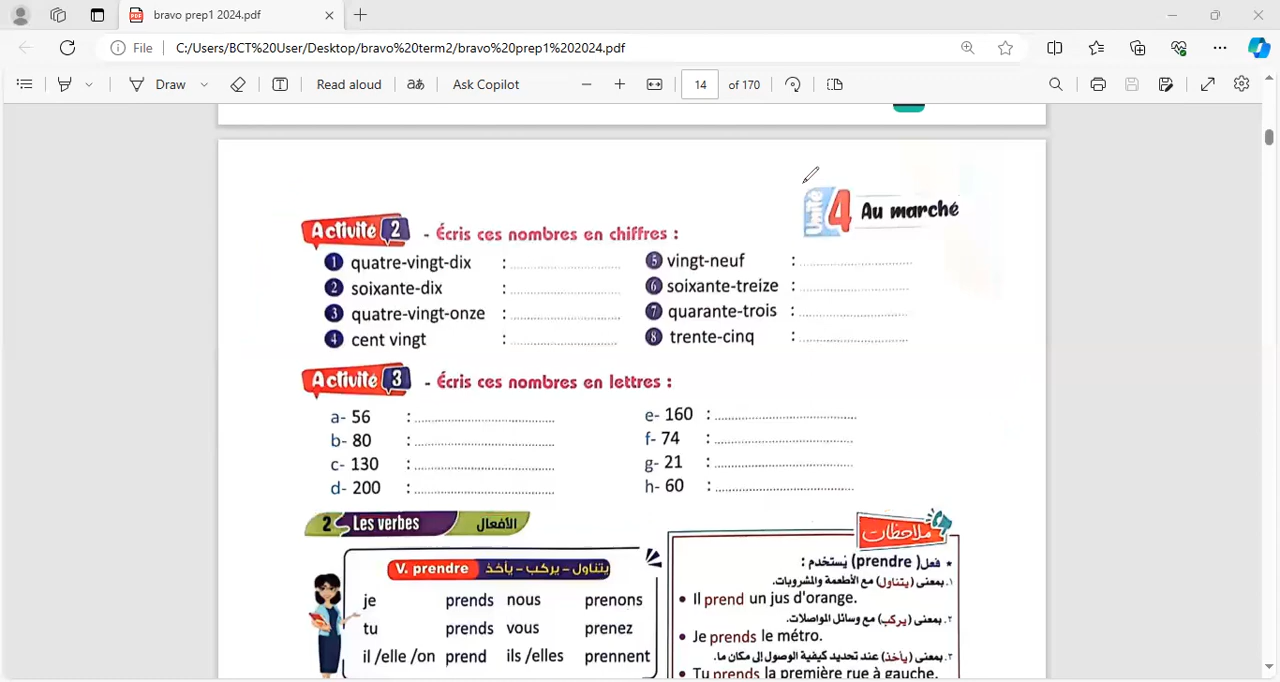 bravo prep1 2024.pdf
File C:/Users/BCT%20User/Desktop/bravo%20term2/bravo%20prep1%202024.pdf
Draw Read aloud aあ Ask Copilot 14 of 170
Unité 4 Au marché
Activité 2 - Écris ces nombres en chiffres :
1 quatre-vingt-dix : ........................
2 soixante-dix : ........................
3 quatre-vingt-onze : ........................
4 cent vingt : ........................
5 vingt-neuf : ........................
6 soixante-treize : ........................
7 quarante-trois : ........................
8 trente-cinq : ........................
Activité 3 - Écris ces nombres en lettres :
a- 56 : ........................
b- 80 : ........................
c- 130 : ........................
d- 200 : ........................
e- 160 : ........................
f- 74 : ........................
g- 21 : ........................
h- 60 : ........................
2 Les verbes الأفعال
V. prendre يتناول – يركب – يأخذ
je prends nous prenons
tu prends vous prenez
il /elle /on prend ils /elles prennent
ملاحظات
* فعل (prendre) يُستخدم :
١. بمعنى (يتناول) مع الأطعمة والمشروبات.
• Il prend un jus d'orange.
٢. بمعنى (يركب) مع وسائل المواصلات.
• Je prends le métro.
٣. بمعنى (يأخذ) عند تحديد كيفية الوصول إلى مكان ما.
• Tu prends la première rue à gauche.